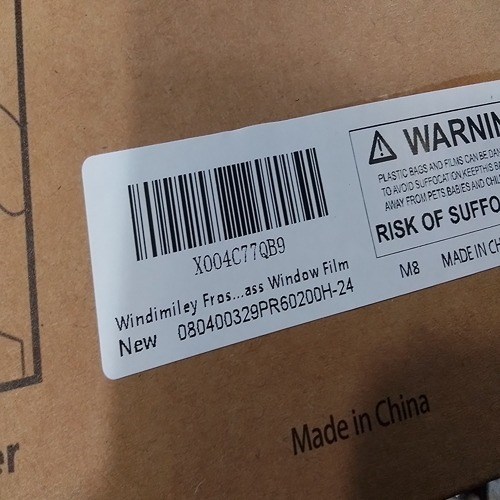 X004C77QB9
Windimiley Fros...ass Window Film
New 080400329PR60200H-24
WARNIN
PLASTIC BAGS AND FILMS CAN BE DAN
TO AVOID SUFFOCATION KEEP THIS B
AWAY FROM PETS, BABIES AND CHIL
RISK OF SUFFO
M8 MADE IN CH
Made in China
er